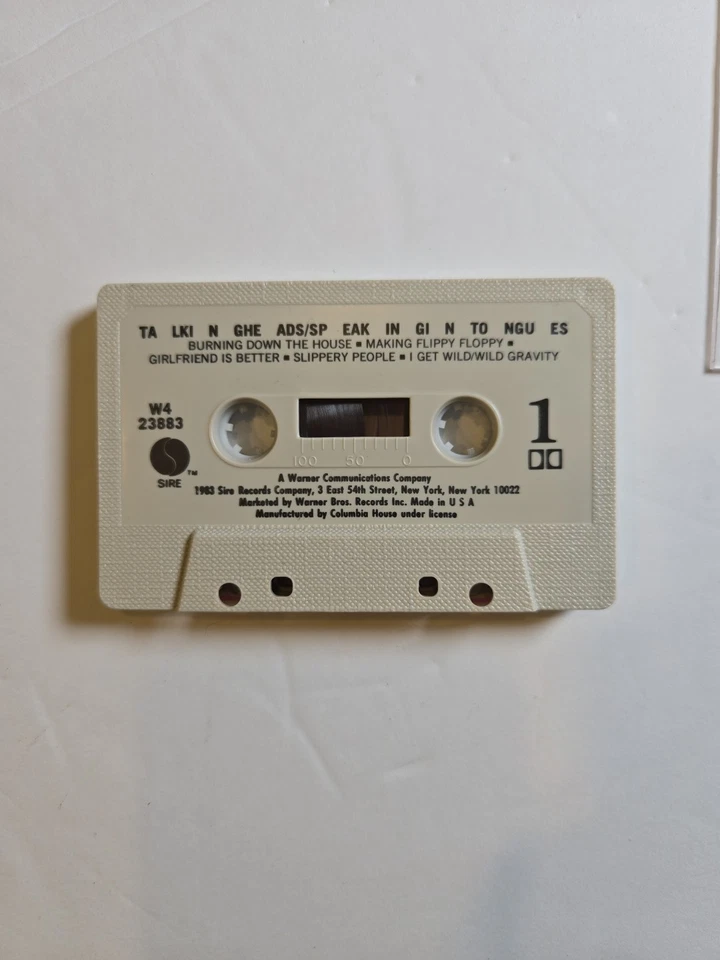 TA LKI N GHE ADS/SP EAK IN GI N TO NGU ES
BURNING DOWN THE HOUSE ▪ MAKING FLIPPY FLOPPY ▪
GIRLFRIEND IS BETTER ▪ SLIPPERY PEOPLE ▪ I GET WILD/WILD GRAVITY
W4
23883
SIRE
TM
100 50 0
1
A Warner Communications Company
1983 Sire Records Company, 3 East 54th Street, New York, New York 10022
Marketed by Warner Bros. Records Inc. Made in U S A
Manufactured by Columbia House under license